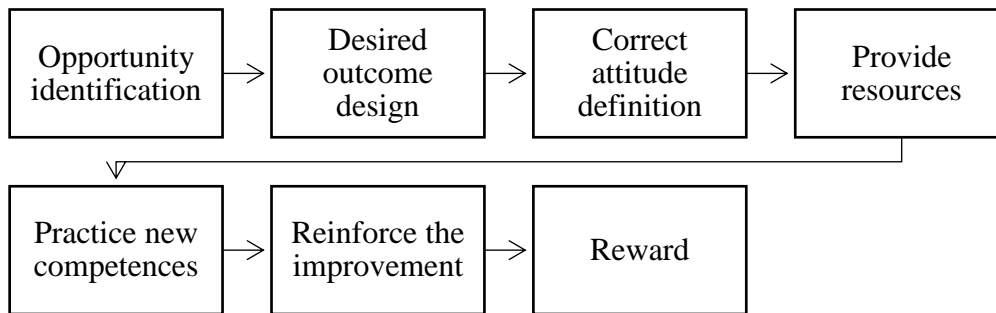 Opportunity
identification
Desired
outcome
design
Correct
attitude
definition
Provide
resources
Practice new
competences
Reinforce the
improvement
Reward